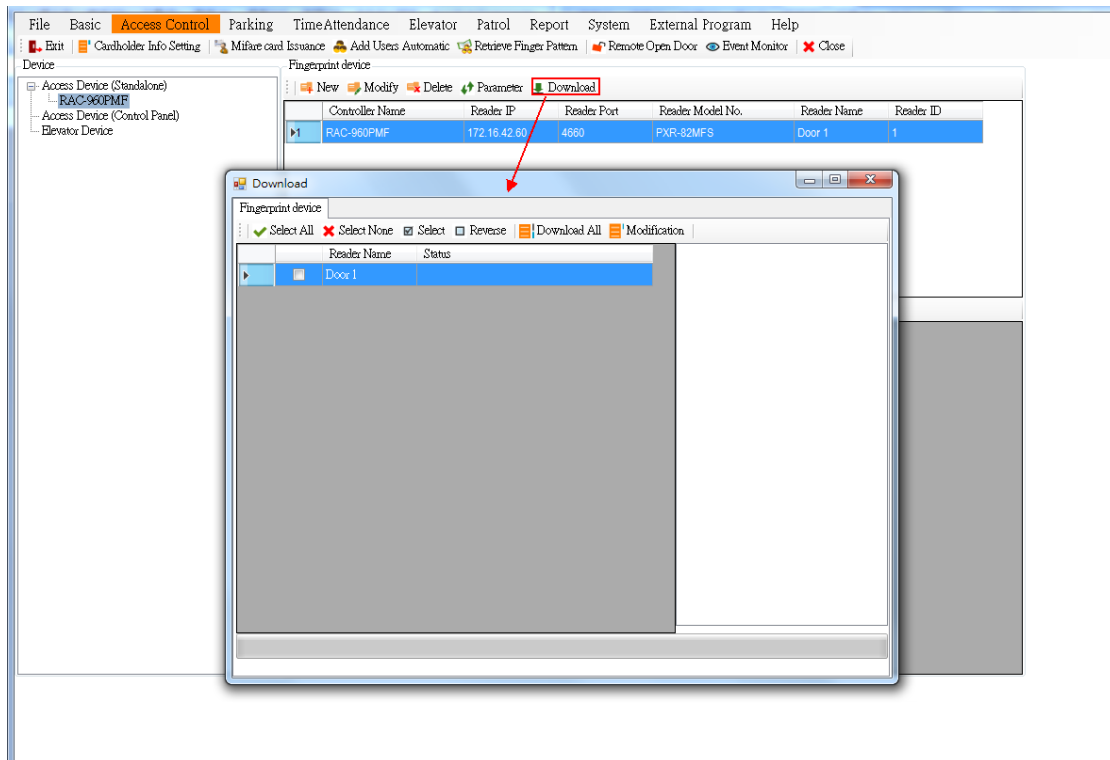 File Basic Access Control Parking TimeAttendance Elevator Patrol Report System External Program Help
Exit Cardholder Info Setting Mifare card Issuance Add Users Automatic Retrieve Finger Pattern Remote Open Door Event Monitor Close
Device
Access Device (Standalone)
RAC-960PMF
Access Device (Control Panel)
Elevator Device
Fingerprint device
New Modify Delete Parameter Download
Controller Name Reader IP Reader Port Reader Model No. Reader Name Reader ID
1 RAC-960PMF 172.16.42.60 4660 PXR-82MFS Door 1 1
Download
Fingerprint device
Select All Select None Select Reverse Download All Modification
Reader Name Status
Door 1